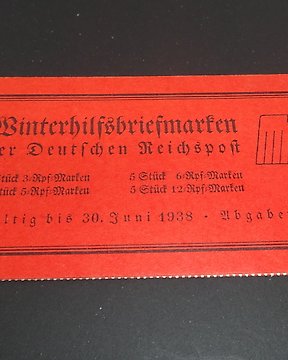 Winterhilfsbriefmarken
er Deutschen Reichspost
Stück 3-Rpf-Marken 5 Stück 6-Rpf-Marken
Stück 5-Rpf-Marken 5 Stück 12-Rpf-Marken
ültig bis 30. Juni 1938 · Abgabe